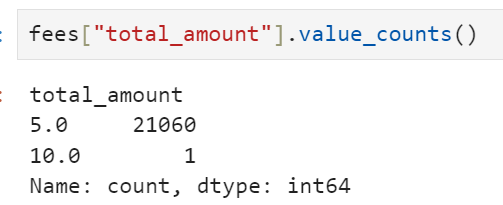 fees["total_amount"].value_counts()
total_amount
5.0      21060
10.0         1
Name: count, dtype: int64